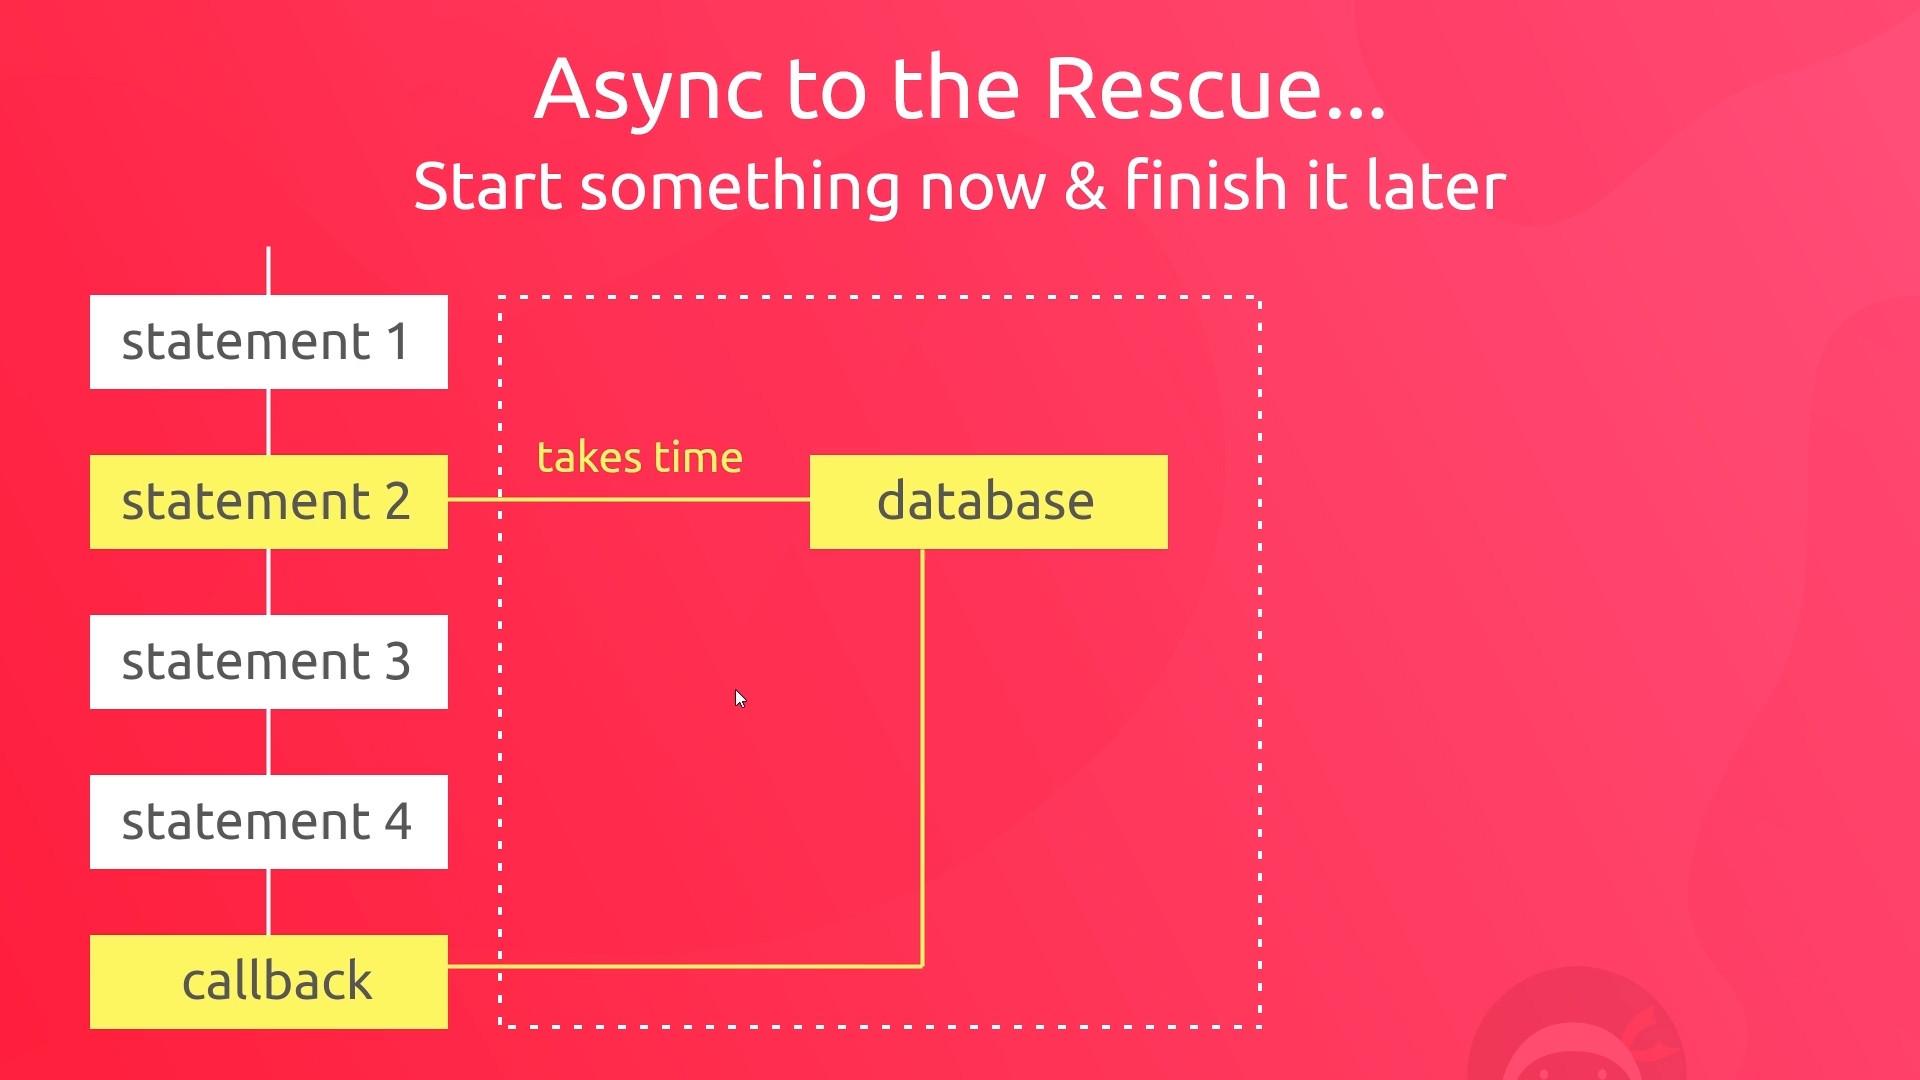 Async to the Rescue...
Start something now & finish it later
statement 1
takes time
statement 2
database
statement 3
statement 4
callback